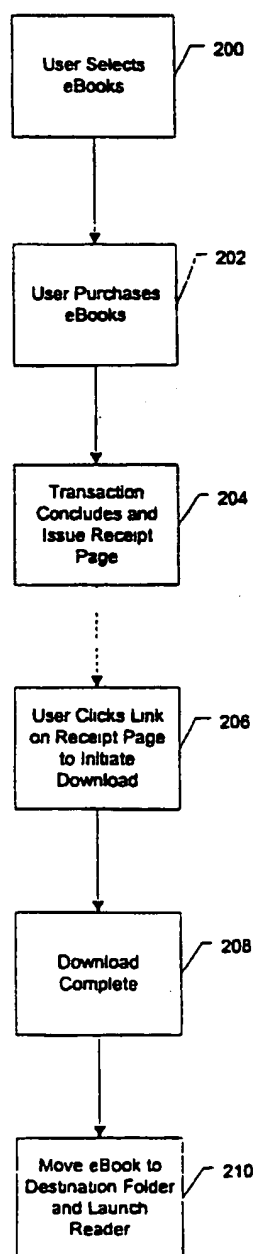 User Selects
eBooks
200
User Purchases
eBooks
202
Transaction
Concludes and
Issue Receipt
Page
204
User Clicks Link
on Receipt Page
to Initiate
Download
206
Download
Complete
208
Move eBook to
Destination Folder
and Launch
Reader
210